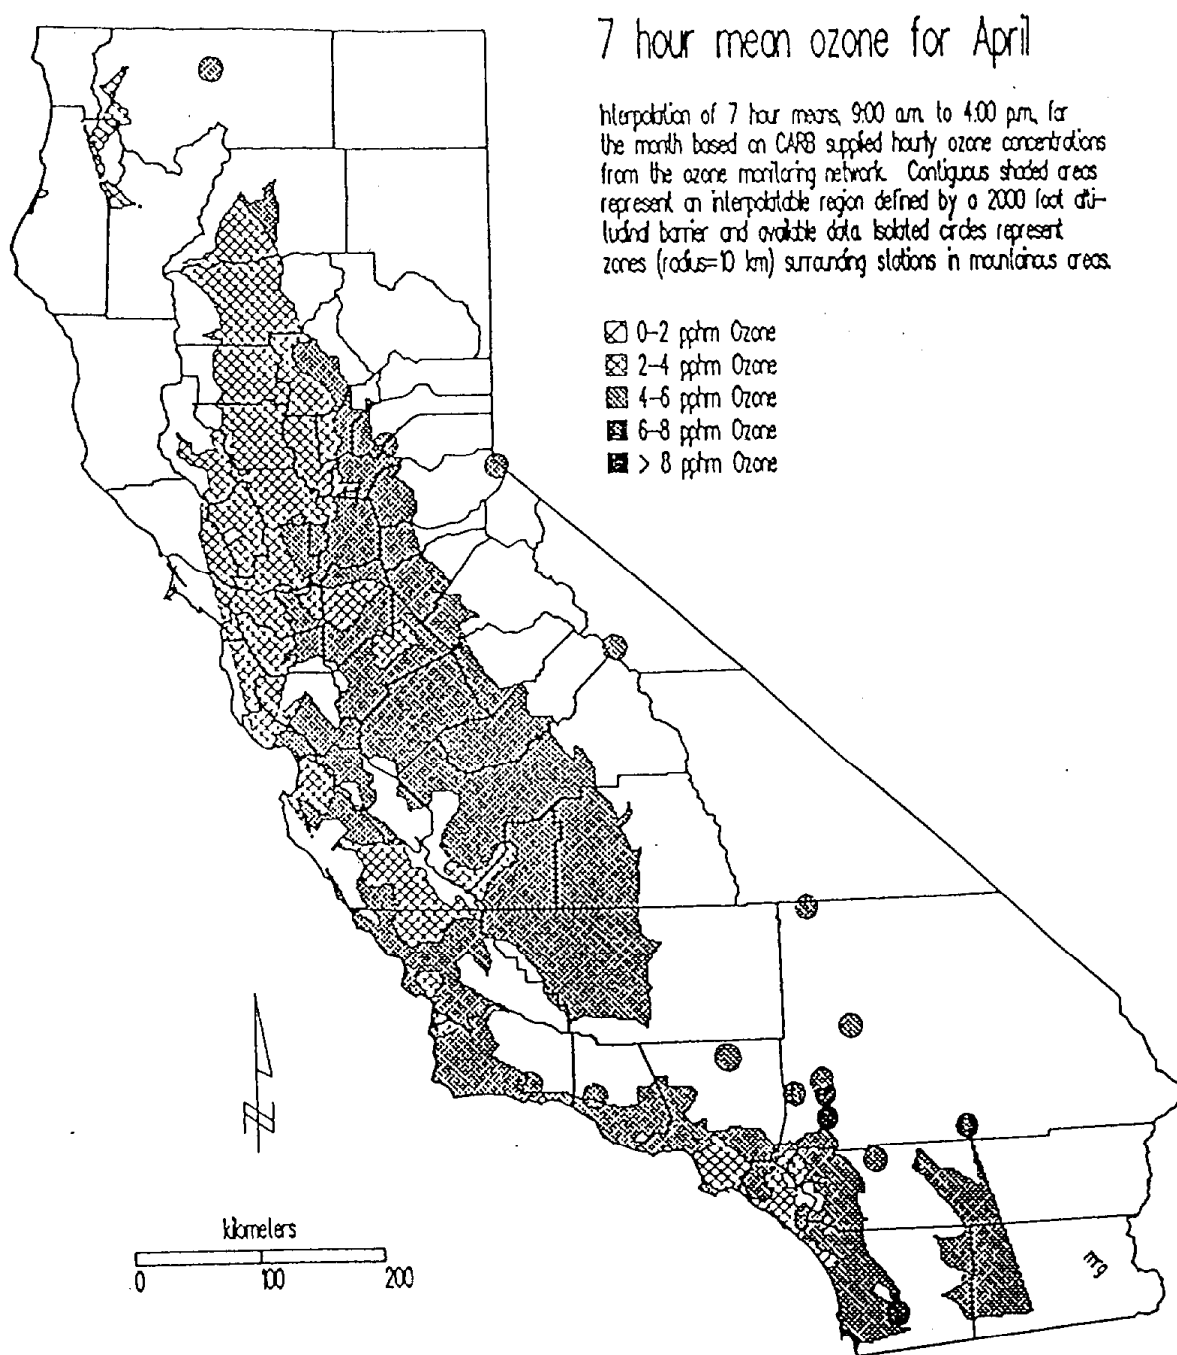 7 hour mean ozone for April
Interpolation of 7 hour means, 9:00 a.m. to 4:00 p.m., for
the month based on CARB supplied hourly ozone concentrations
from the ozone monitoring network. Contiguous shaded areas
represent an interpolatable region defined by a 2000 foot alti-
tudinal barrier and available data. Isolated circles represent
zones (radius=10 km) surrounding stations in mountainous areas.
0-2 pphm Ozone
2-4 pphm Ozone
4-6 pphm Ozone
6-8 pphm Ozone
> 8 pphm Ozone
N
kilometers
0 100 200
mrg